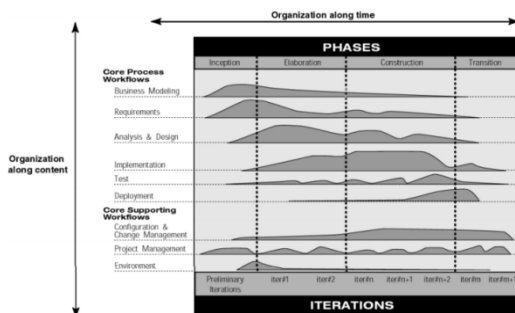 Organization along time
PHASES
Inception Elaboration Construction Transition
Core Process
Workflows
Business Modeling
Requirements
Analysis & Design
Organization
along content
Implementation
Test
Deployment
Core Supporting
Workflows
Configuration &
Change Management
Project Management
Environment
Preliminary
Iterations
iter#1 iter#2 iter#n iter#n+1 iter#n+2 iter#m iter#m+1
ITERATIONS